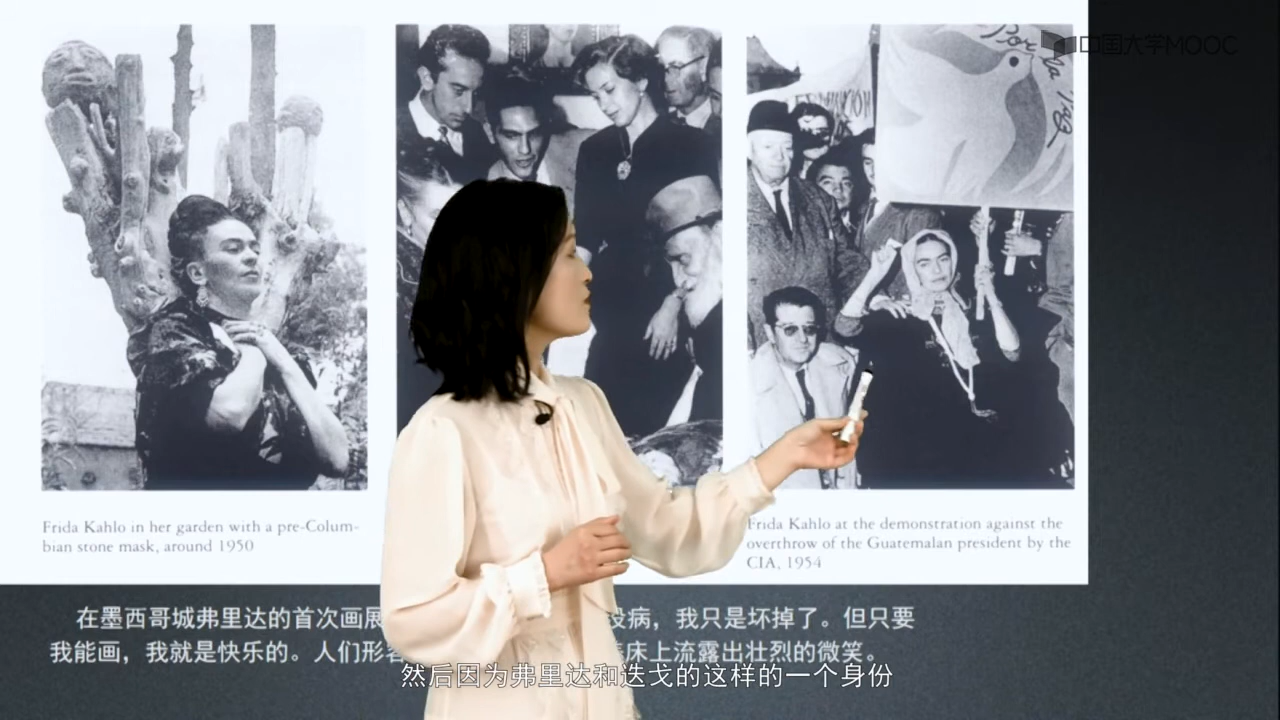 中国大学MOOC
Por la Paz
Frida Kahlo in her garden with a pre-Colum-
bian stone mask, around 1950
Frida Kahlo at the demonstration against the
overthrow of the Guatemalan president by the
CIA, 1954
在墨西哥城弗里达的首次画展 没病，我只是坏掉了。但只要
我能画，我就是快乐的。人们形容 床上流露出壮烈的微笑。
然后因为弗里达和迭戈的这样的一个身份